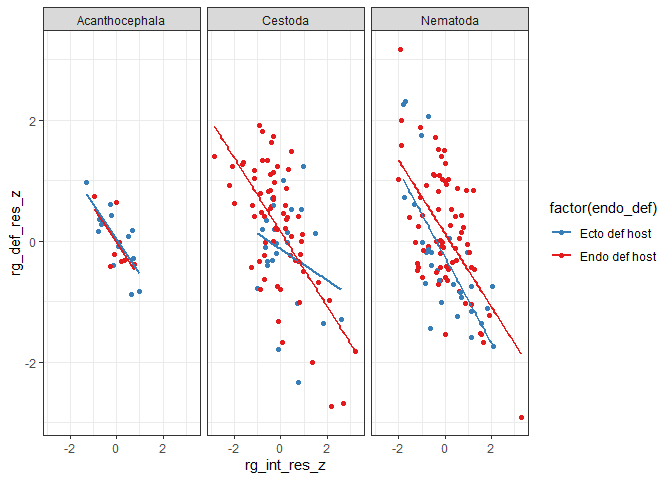 Acanthocephala Cestoda Nematoda
2
0
-2
rg_def_res_z
-2 0 2 -2 0 2 -2 0 2
rg_int_res_z
factor(endo_def)
Ecto def host
Endo def host